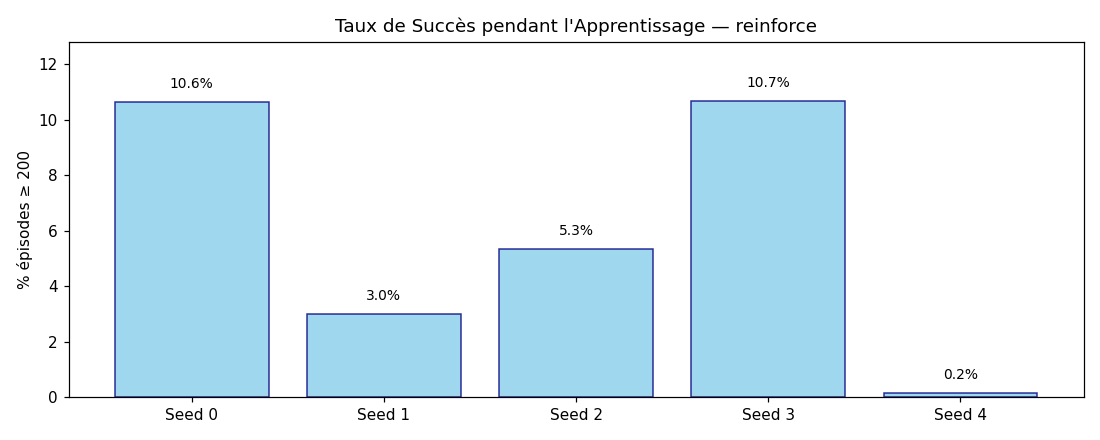 Taux de Succès pendant l'Apprentissage — reinforce
% épisodes ≥ 200
12
10
8
6
4
2
0
10.6%
3.0%
5.3%
10.7%
0.2%
Seed 0
Seed 1
Seed 2
Seed 3
Seed 4